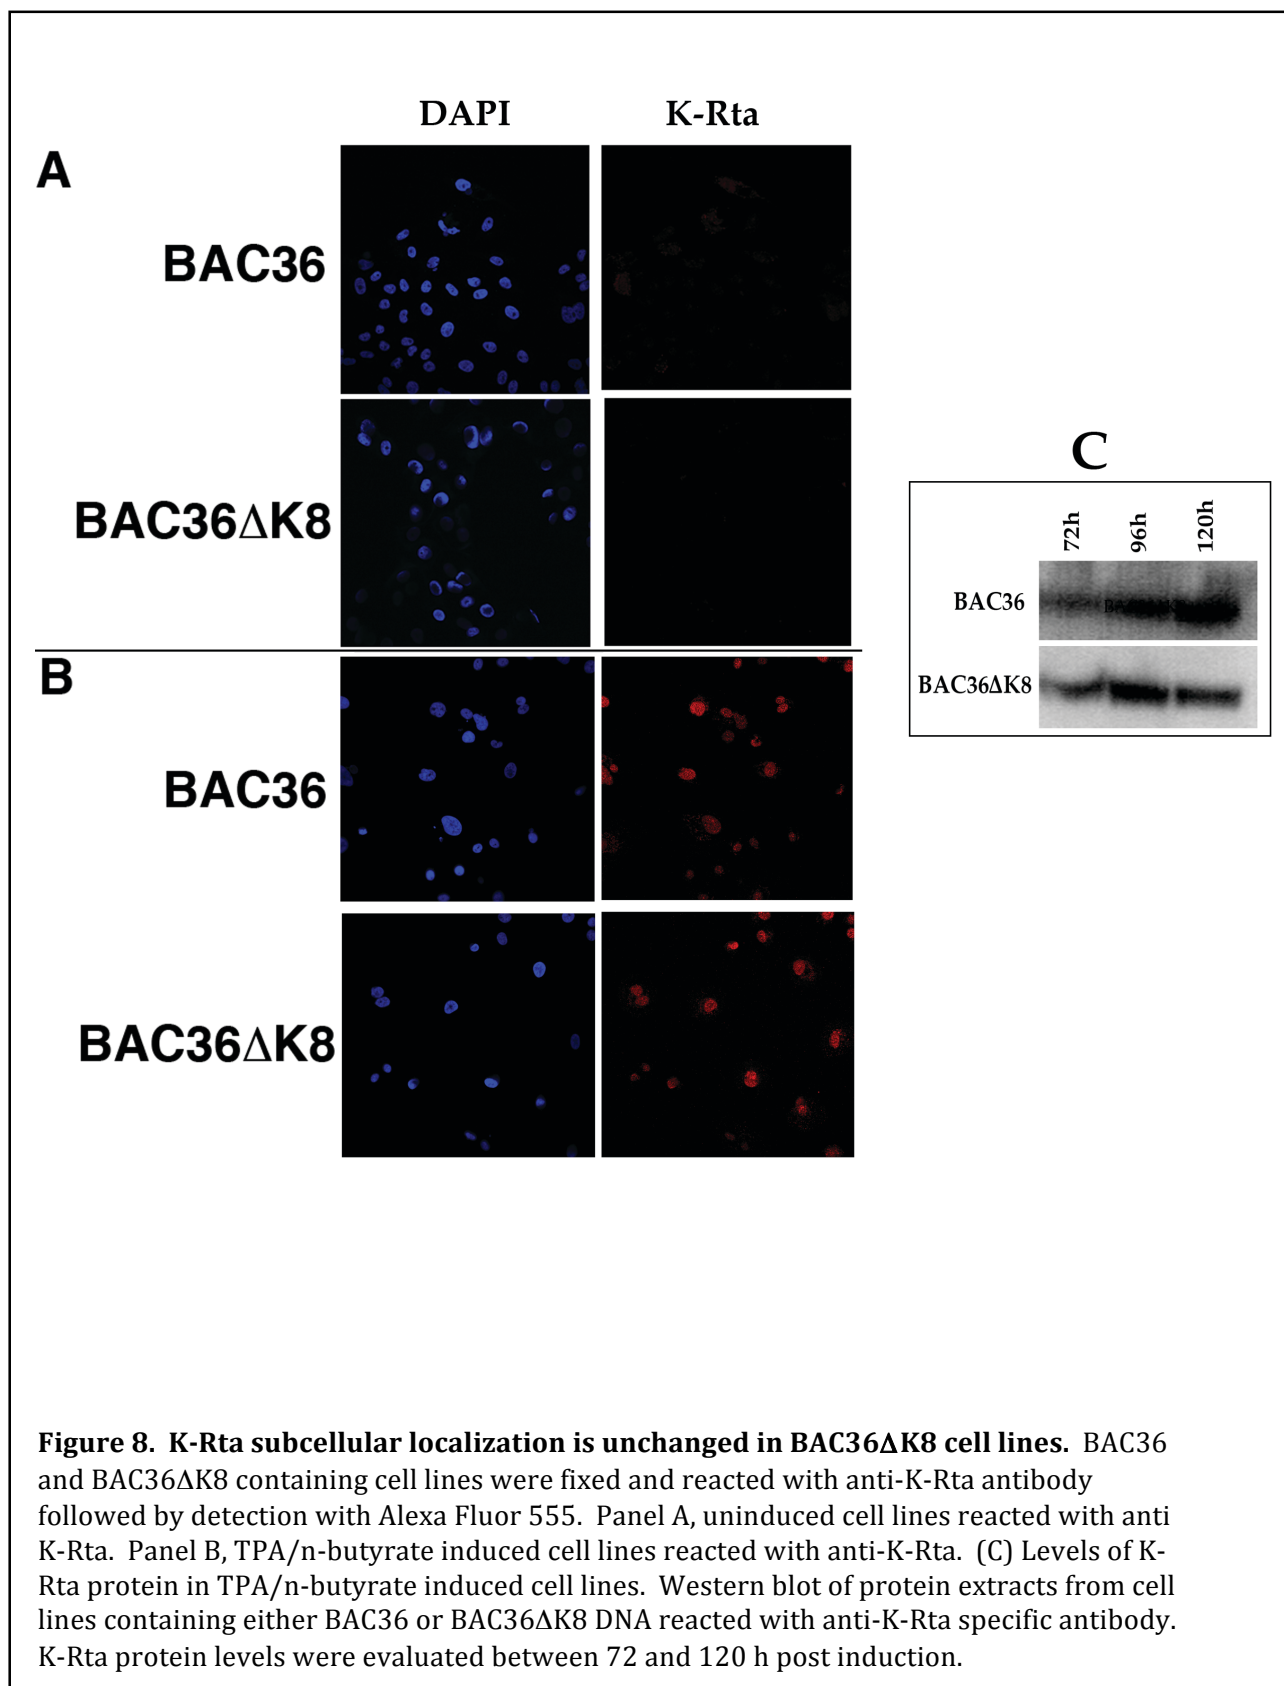 DAPI K-Rta
A
BAC36
BAC36ΔK8
B
BAC36
BAC36ΔK8
C
72h 96h 120h
BAC36
BAC36ΔK8
Figure 8. K-Rta subcellular localization is unchanged in BAC36ΔK8 cell lines. BAC36
and BAC36ΔK8 containing cell lines were fixed and reacted with anti-K-Rta antibody
followed by detection with Alexa Fluor 555. Panel A, uninduced cell lines reacted with anti
K-Rta. Panel B, TPA/n-butyrate induced cell lines reacted with anti-K-Rta. (C) Levels of K-
Rta protein in TPA/n-butyrate induced cell lines. Western blot of protein extracts from cell
lines containing either BAC36 or BAC36ΔK8 DNA reacted with anti-K-Rta specific antibody.
K-Rta protein levels were evaluated between 72 and 120 h post induction.